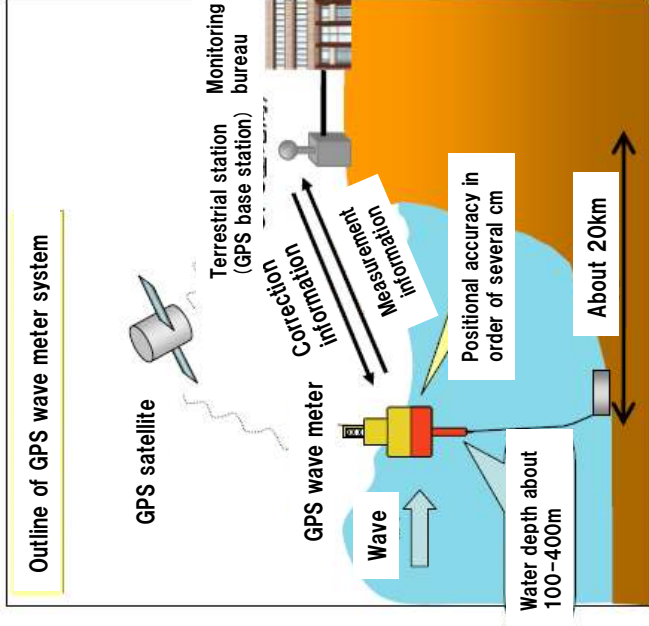 Outline of GPS wave meter system
GPS satellite
Terrestrial station
(GPS base station)
Monitoring
bureau
Correction
information
Measurement
information
GPS wave meter
Wave
Positional accuracy in
order of several cm
Water depth about
100-400m
About 20km